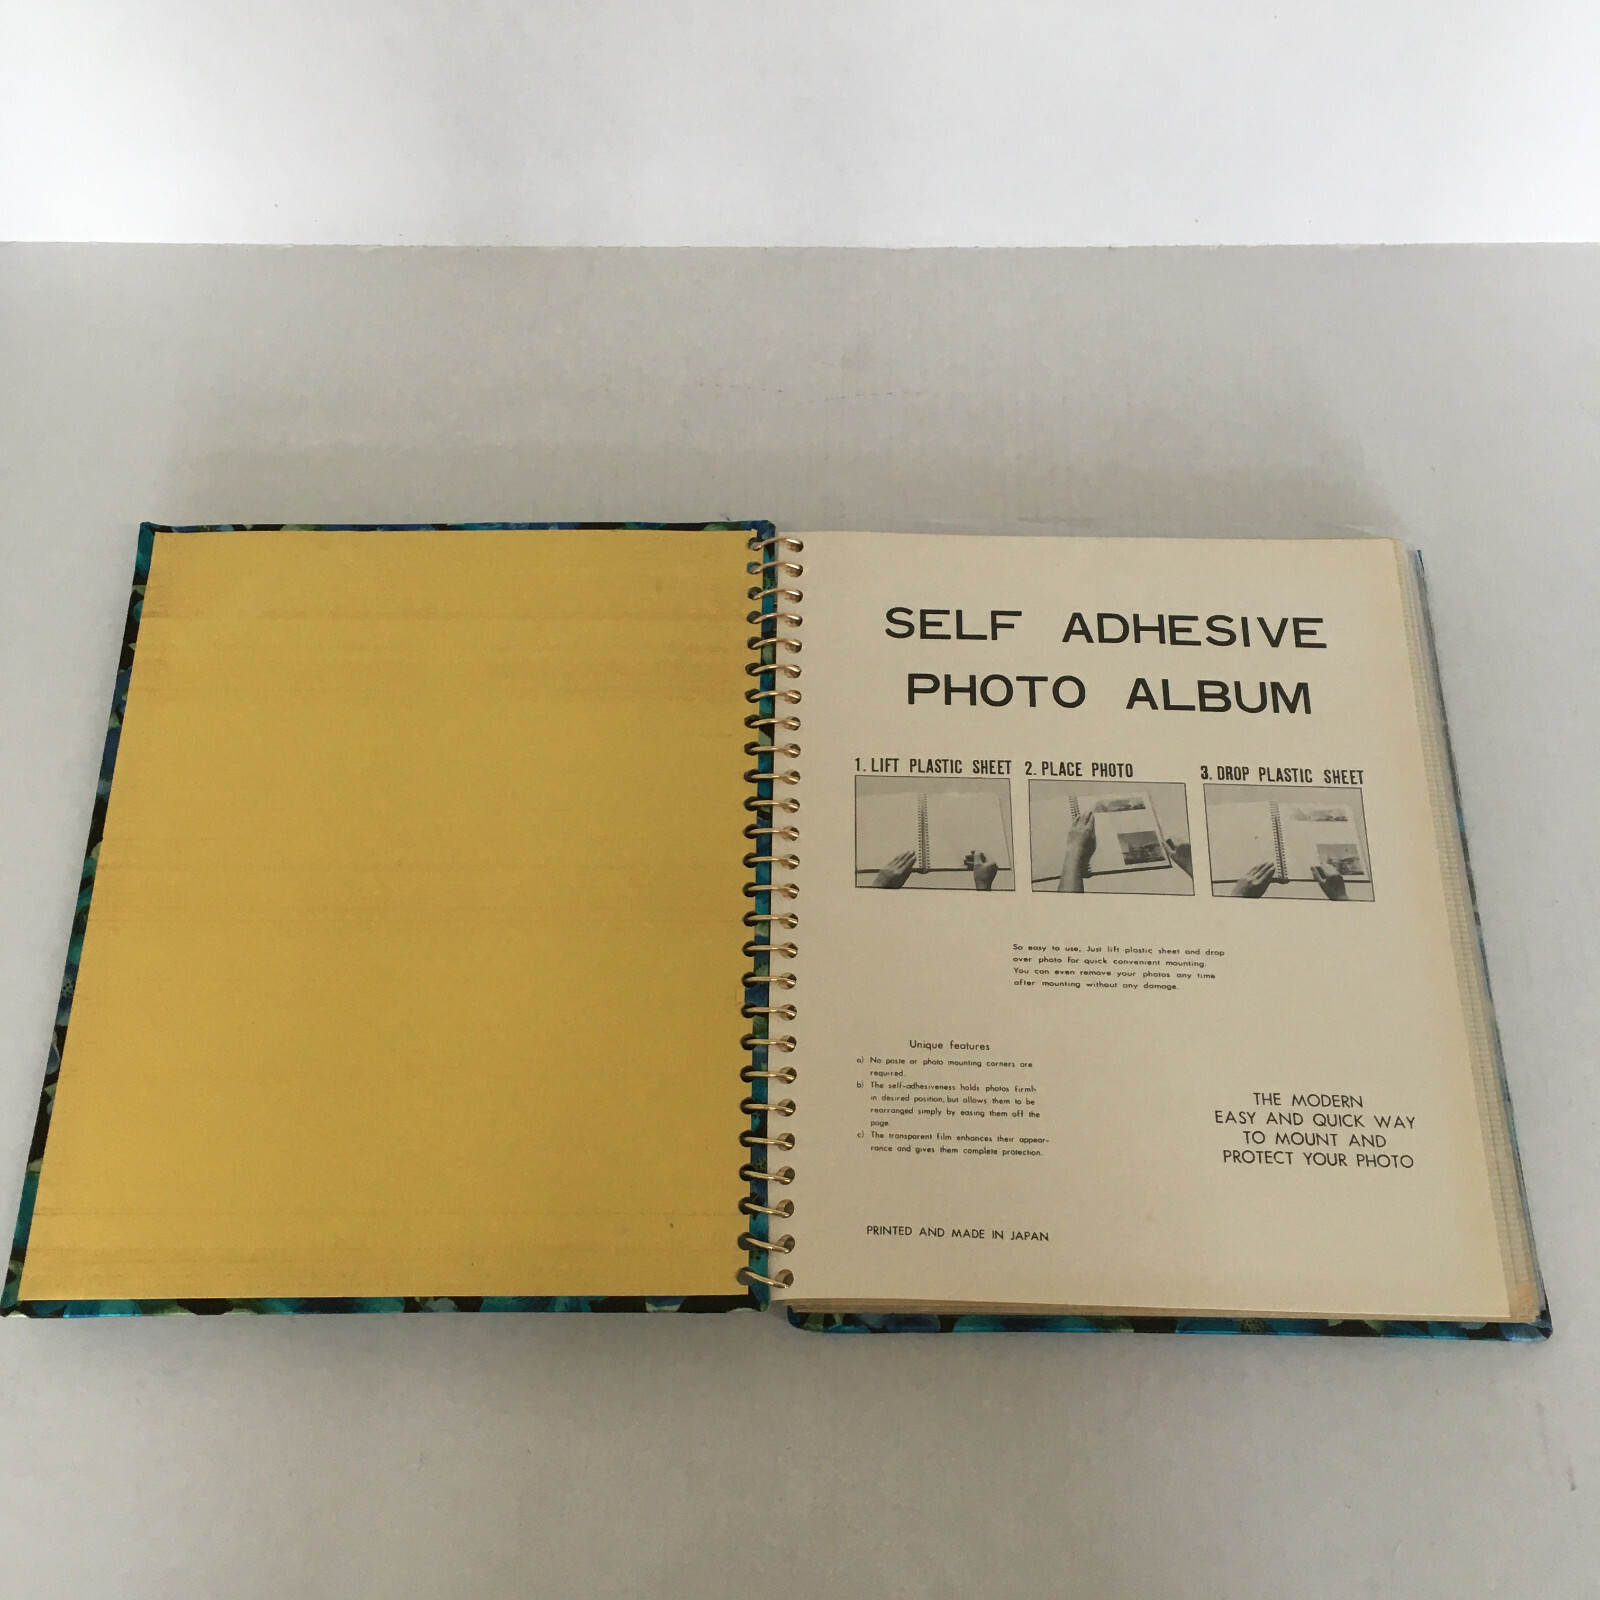 SELF ADHESIVE
PHOTO ALBUM
1. LIFT PLASTIC SHEET
2. PLACE PHOTO
3. DROP PLASTIC SHEET
So easy to use, Just lift plastic sheet and drop
over photo for quick convenient mounting.
You can even remove your photos any time
after mounting without any damage.
Unique features
a) No paste or photo mounting corners are
required.
b) The self-adhesiveness holds photos firml
in desired position, but allows them to be
rearranged simply by easing them off the
page.
c) The transparent film enhances their appear-
rance and gives them complete protection.
THE MODERN
EASY AND QUICK WAY
TO MOUNT AND
PROTECT YOUR PHOTO
PRINTED AND MADE IN JAPAN